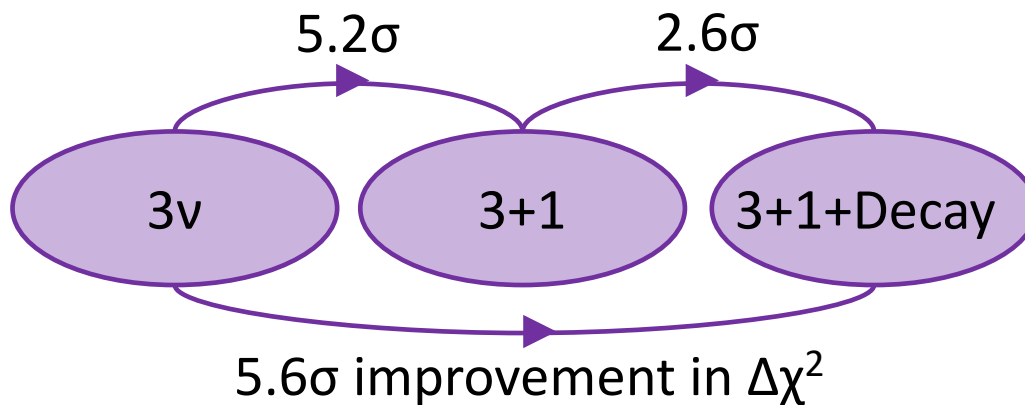 5.2σ 2.6σ
3ν 3+1 3+1+Decay
5.6σ improvement in Δχ²